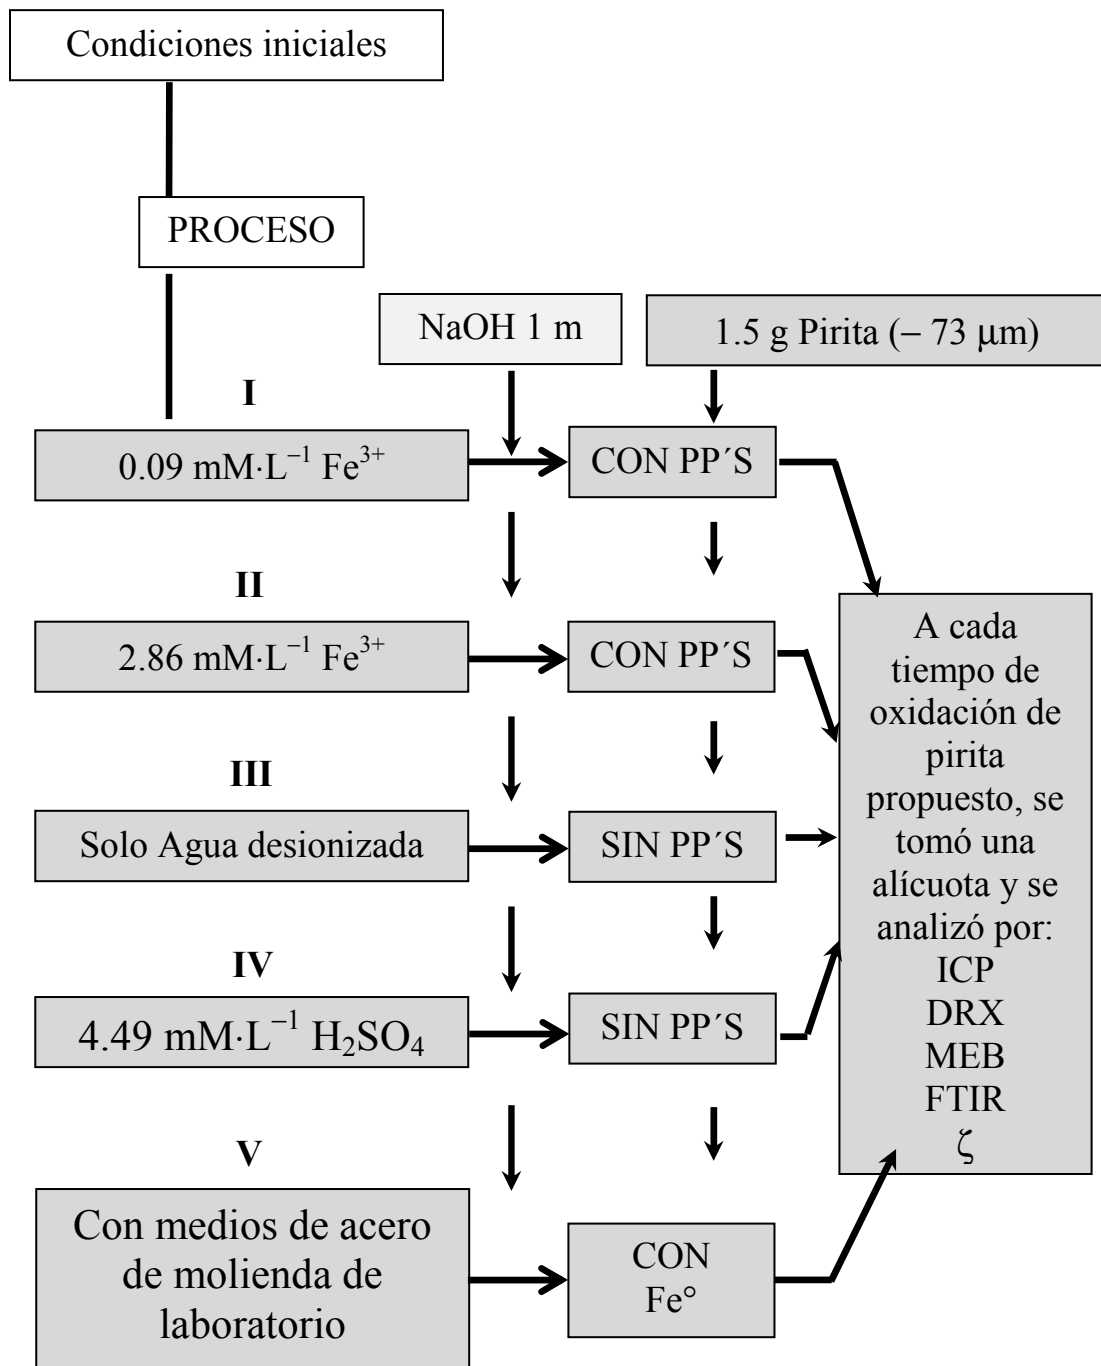 Condiciones iniciales
PROCESO
NaOH 1 m
1.5 g Pirita (– 73 μm)
I
0.09 mM·L⁻¹ Fe³⁺
CON PP´S
II
2.86 mM·L⁻¹ Fe³⁺
CON PP´S
III
Solo Agua desionizada
SIN PP´S
IV
4.49 mM·L⁻¹ H₂SO₄
SIN PP´S
V
Con medios de acero
de molienda de
laboratorio
CON
Fe°
A cada
tiempo de
oxidación de
pirita
propuesto, se
tomó una
alícuota y se
analizó por:
ICP
DRX
MEB
FTIR
ζ